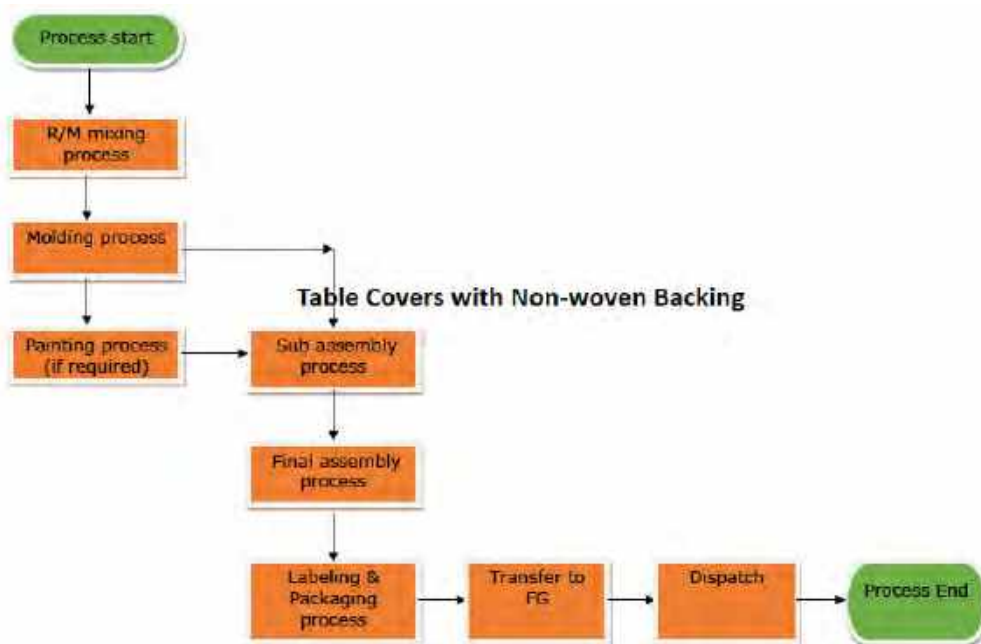 Process start
R/M mixing
process
Molding process
Table Covers with Non-woven Backing
Painting process
(if required)
Sub assembly
process
Final assembly
process
Labeling &
Packaging
process
Transfer to
FG
Dispatch
Process End